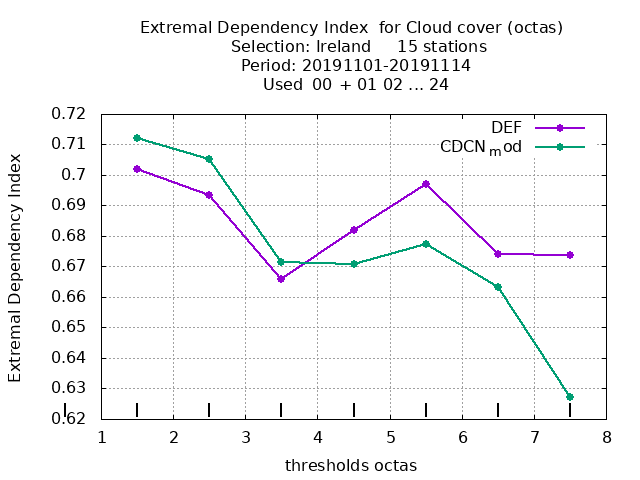 Extremal Dependency Index  for Cloud cover (octas)
Selection: Ireland     15 stations
Period: 20191101-20191114
Used  00  + 01 02 ... 24
DEF
CDCNmod
0.72
0.71
0.7
0.69
0.68
0.67
0.66
0.65
0.64
0.63
0.62
Extremal Dependency Index
1 2 3 4 5 6 7 8
thresholds octas